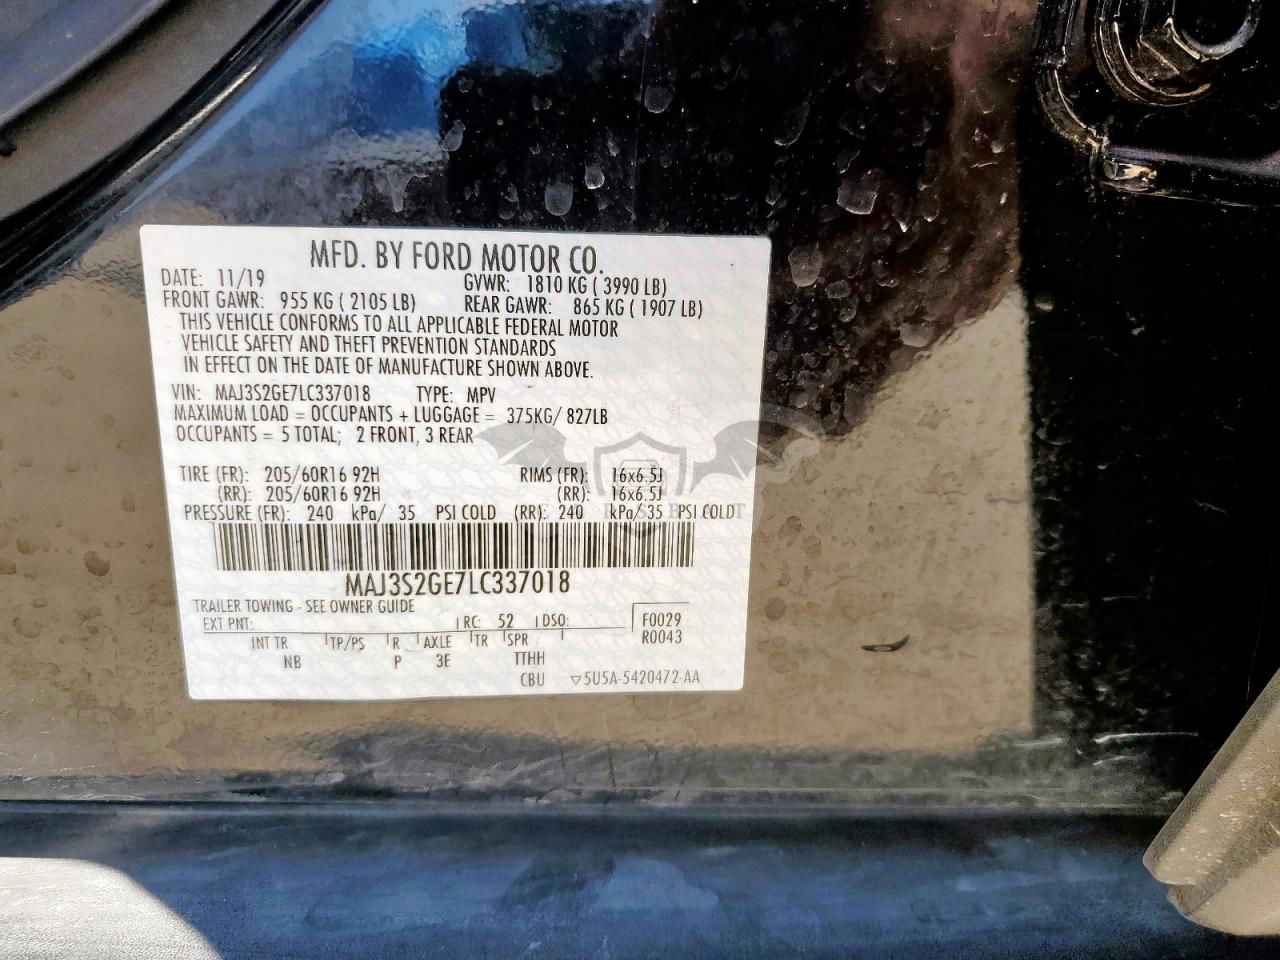 MFD. BY FORD MOTOR CO.
DATE: 11/19 GVWR: 1810 KG ( 3990 LB)
FRONT GAWR: 955 KG ( 2105 LB) REAR GAWR: 865 KG ( 1907 LB)
THIS VEHICLE CONFORMS TO ALL APPLICABLE FEDERAL MOTOR
VEHICLE SAFETY AND THEFT PREVENTION STANDARDS
IN EFFECT ON THE DATE OF MANUFACTURE SHOWN ABOVE.
VIN: MAJ3S2GE7LC337018 TYPE: MPV
MAXIMUM LOAD = OCCUPANTS + LUGGAGE = 375KG/ 827LB
OCCUPANTS = 5 TOTAL; 2 FRONT, 3 REAR
TIRE (FR): 205/60R16 92H RIMS (FR): 16x6.5J
(RR): 205/60R16 92H (RR): 16x6.5J
PRESSURE (FR): 240 kPa/ 35 PSI COLD (RR): 240 kPa/ 35 PSI COLD
MAJ3S2GE7LC337018
TRAILER TOWING - SEE OWNER GUIDE
EXT PNT: RC: 52 DSO: F0029
R0043
INT TR TP/PS R AXLE TR SPR
NB P 3E TTHH
CBU ▽5U5A-5420472-AA